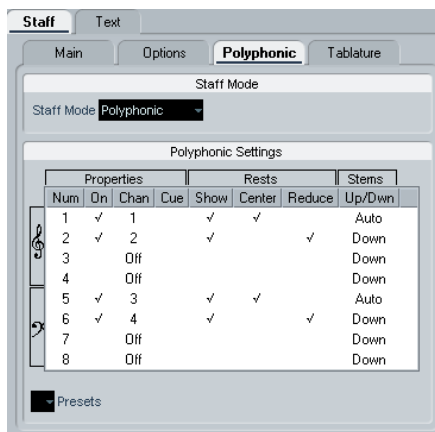 Staff Text
Main Options Polyphonic Tablature
Staff Mode
Staff Mode Polyphonic
Polyphonic Settings
Properties Rests Stems
Num On Chan Cue Show Center Reduce Up/Dwn
1 √ 1 √ √ Auto
2 √ 2 √ √ Down
3 Off Down
4 Off Down
5 √ 3 √ √ Auto
6 √ 4 √ √ Down
7 Off Down
8 Off Down
Presets